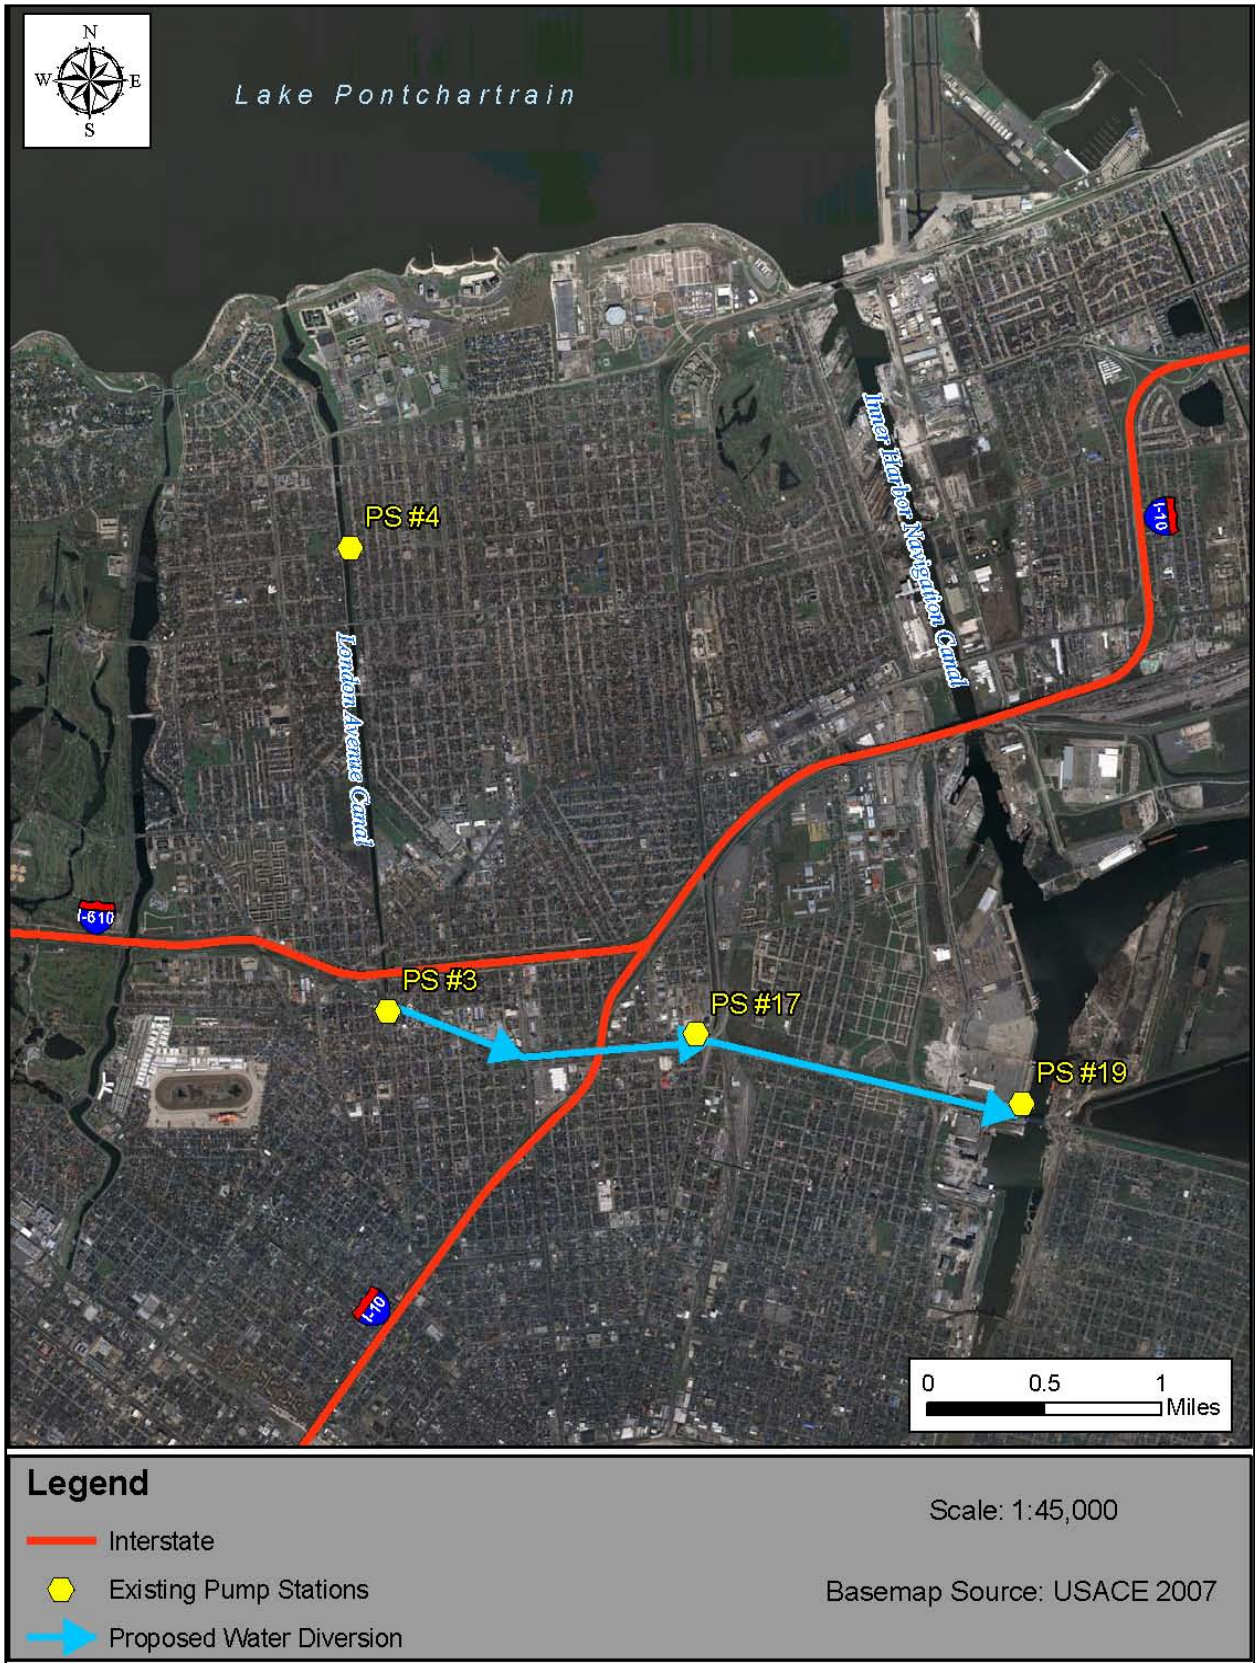 N
W E
S
Lake Pontchartrain
Inner Harbor Navigation Canal
I-10
PS #4
London Avenue Canal
I-610
PS #3
PS #17
PS #19
I-10
0 0.5 1
Miles
Legend
Interstate
Existing Pump Stations
Proposed Water Diversion
Scale: 1:45,000
Basemap Source: USACE 2007